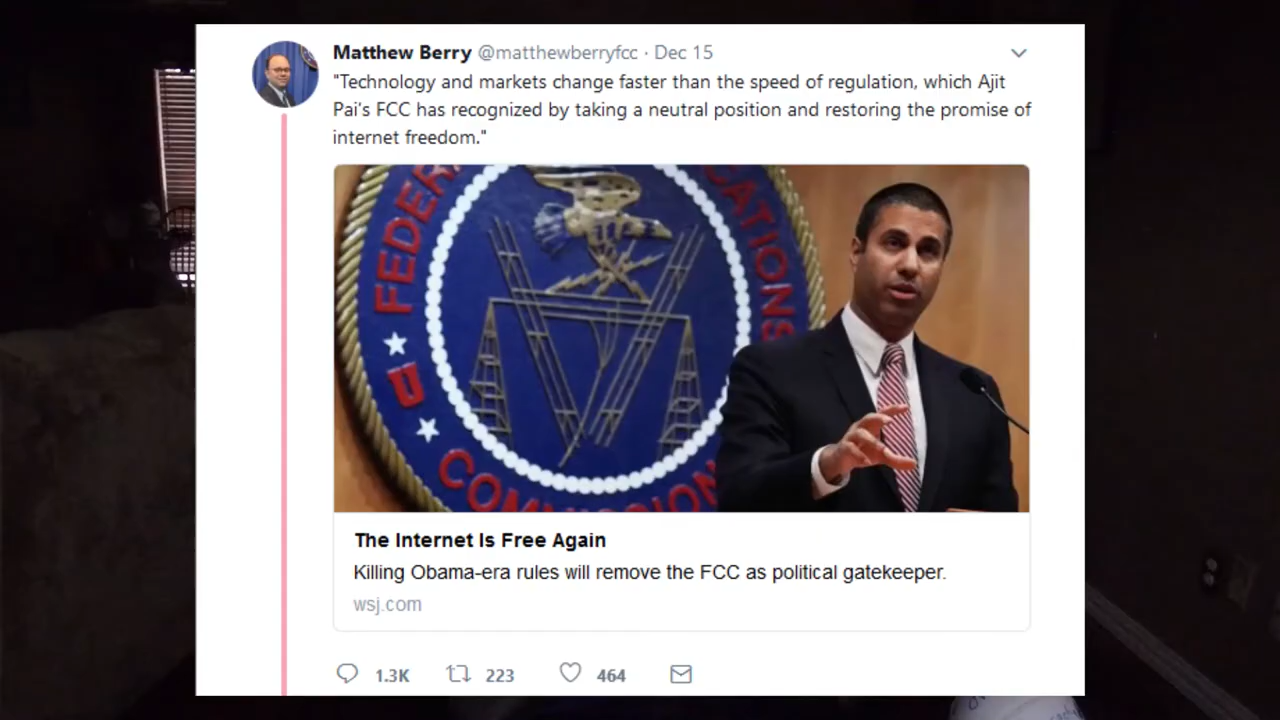 Matthew Berry @matthewberryfcc · Dec 15
"Technology and markets change faster than the speed of regulation, which Ajit
Pai's FCC has recognized by taking a neutral position and restoring the promise of
internet freedom."
FEDER
CATIONS
U
COMMISSION
The Internet Is Free Again
Killing Obama-era rules will remove the FCC as political gatekeeper.
wsj.com
1.3K 223 464